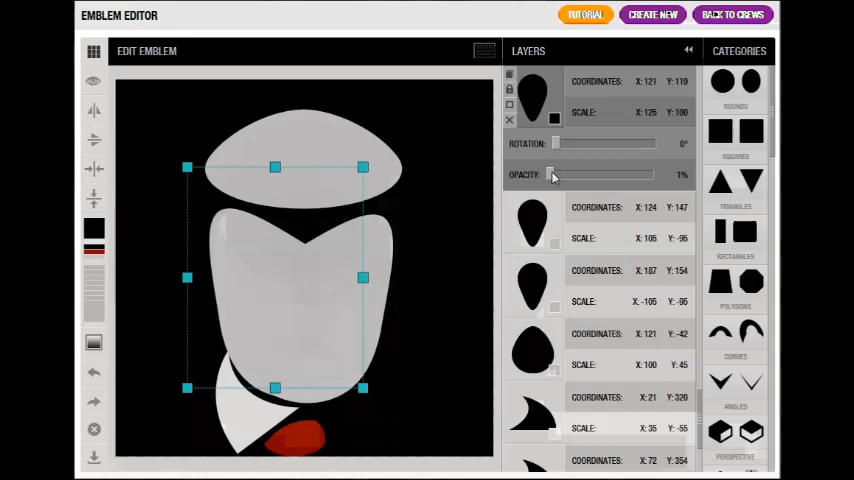 EMBLEM EDITOR
TUTORIAL
CREATE NEW
BACK TO CREWS
EDIT EMBLEM
LAYERS
CATEGORIES
COORDINATES: X: 121 Y: 119
SCALE: X: 125 Y: 100
ROTATION: 0°
OPACITY: 1%
COORDINATES: X: 124 Y: 147
SCALE: X: 105 Y: -95
COORDINATES: X: 187 Y: 154
SCALE: X: -105 Y: -95
COORDINATES: X: 121 Y: -42
SCALE: X: 100 Y: 45
COORDINATES: X: 21 Y: 320
SCALE: X: 35 Y: -55
COORDINATES: X: 72 Y: 354
ROUNDS
SQUARES
TRIANGLES
RECTANGLES
POLYGONS
CURVES
ANGLES
PERSPECTIVE